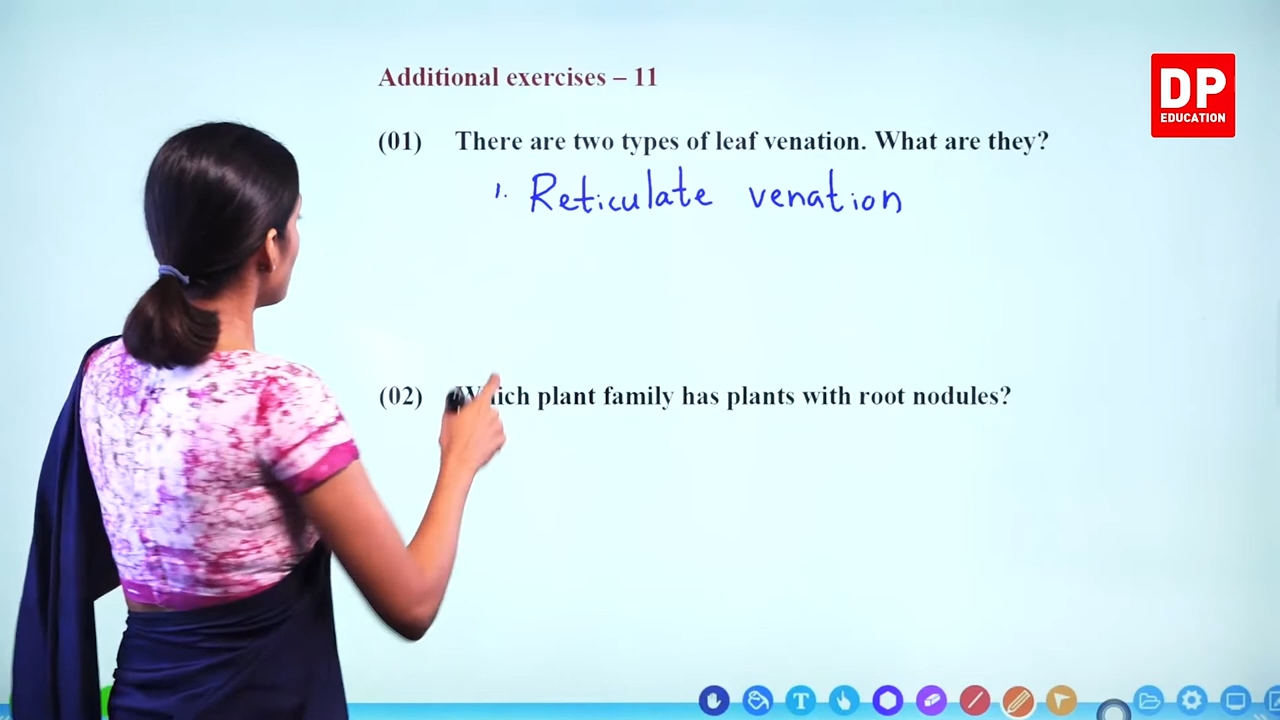 Additional exercises – 11
DP
EDUCATION
(01) There are two types of leaf venation. What are they?
1. Reticulate venation
(02) Which plant family has plants with root nodules?
T